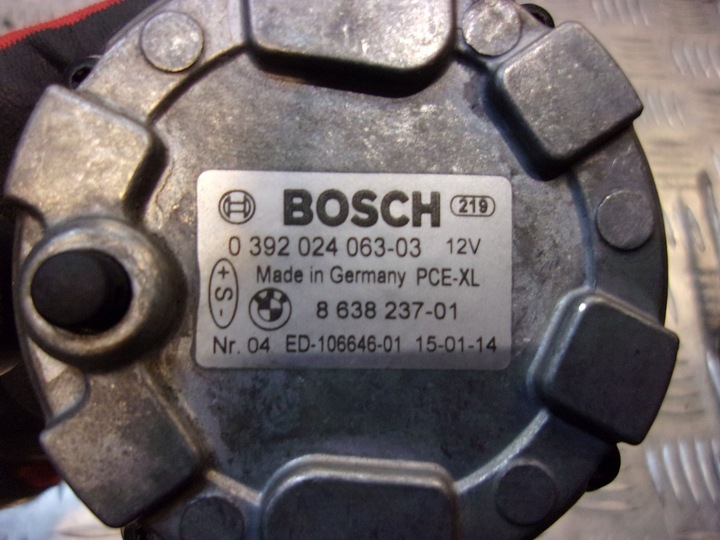 BOSCH 219
0 392 024 063-03 12V
Made in Germany PCE-XL
+ S -
8 638 237-01
Nr. 04 ED-106646-01 15-01-14